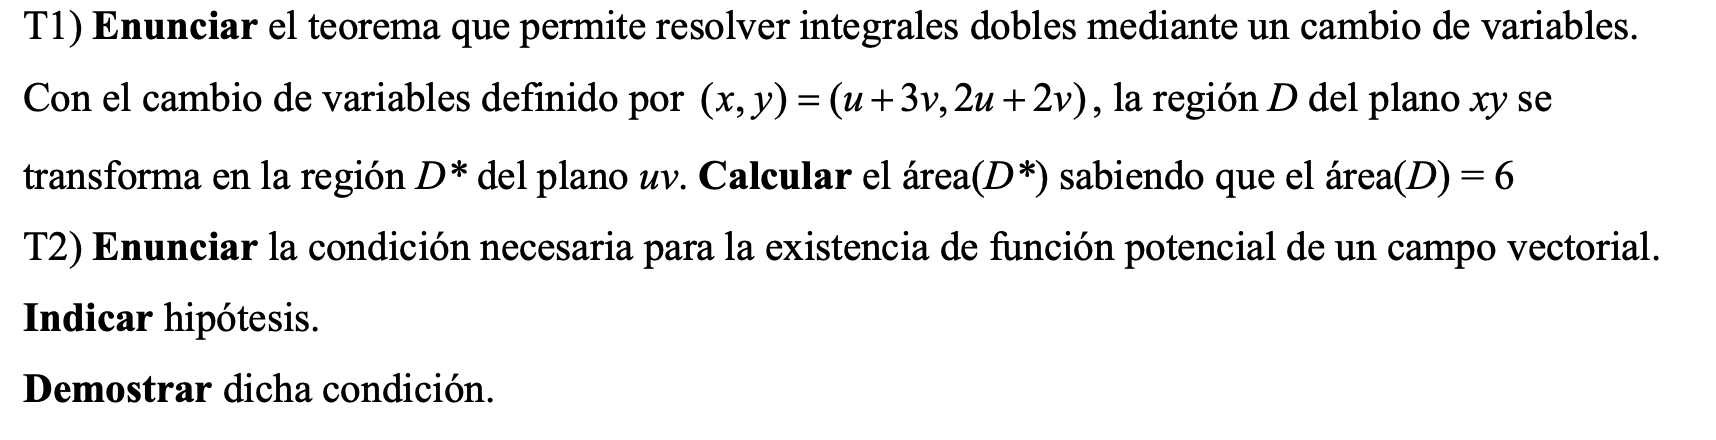 T1) Enunciar el teorema que permite resolver integrales dobles mediante un cambio de variables.
Con el cambio de variables definido por (x, y) = (u + 3v, 2u + 2v), la región D del plano xy se
transforma en la región D* del plano uv. Calcular el área(D*) sabiendo que el área(D) = 6
T2) Enunciar la condición necesaria para la existencia de función potencial de un campo vectorial.
Indicar hipótesis.
Demostrar dicha condición.